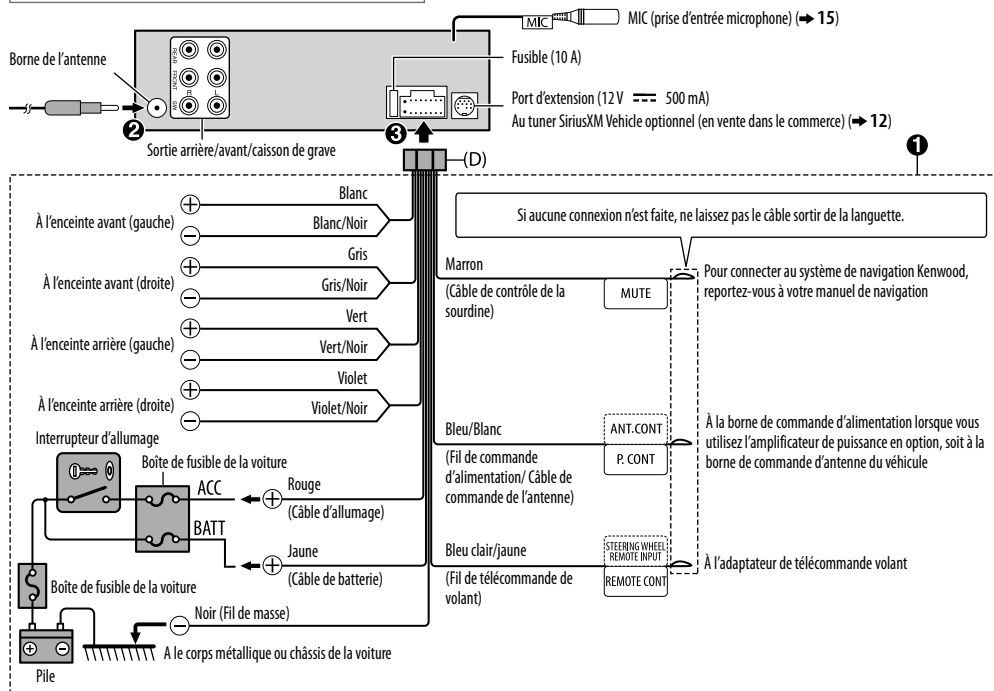 MIC
MIC (prise d'entrée microphone) (➜ 15)
Borne de l'antenne
REAR
FRONT
SW
R
L
Fusible (10 A)
Port d'extension (12 V ⎓ 500 mA)
Au tuner SiriusXM Vehicle optionnel (en vente dans le commerce) (➜ 12)
❷
❸
Sortie arrière/avant/caisson de grave
(D)
❶
Si aucune connexion n'est faite, ne laissez pas le câble sortir de la languette.
À l'enceinte avant (gauche)
+
Blanc
−
Blanc/Noir
À l'enceinte avant (droite)
+
Gris
−
Gris/Noir
À l'enceinte arrière (gauche)
+
Vert
−
Vert/Noir
À l'enceinte arrière (droite)
+
Violet
−
Violet/Noir
Marron
(Câble de contrôle de la
sourdine)
MUTE
Pour connecter au système de navigation Kenwood,
reportez-vous à votre manuel de navigation
Bleu/Blanc
(Fil de commande
d'alimentation/ Câble de
commande de l'antenne)
ANT.CONT
P. CONT
À la borne de commande d'alimentation lorsque vous
utilisez l'amplificateur de puissance en option, soit à la
borne de commande d'antenne du véhicule
Bleu clair/jaune
(Fil de télécommande de
volant)
STEERING WHEEL
REMOTE INPUT
REMOTE CONT
À l'adaptateur de télécommande volant
Interrupteur d'allumage
Boîte de fusible de la voiture
ACC
+
Rouge
(Câble d'allumage)
BATT
+
Jaune
(Câble de batterie)
Boîte de fusible de la voiture
−
Noir (Fil de masse)
A le corps métallique ou châssis de la voiture
+
−
Pile